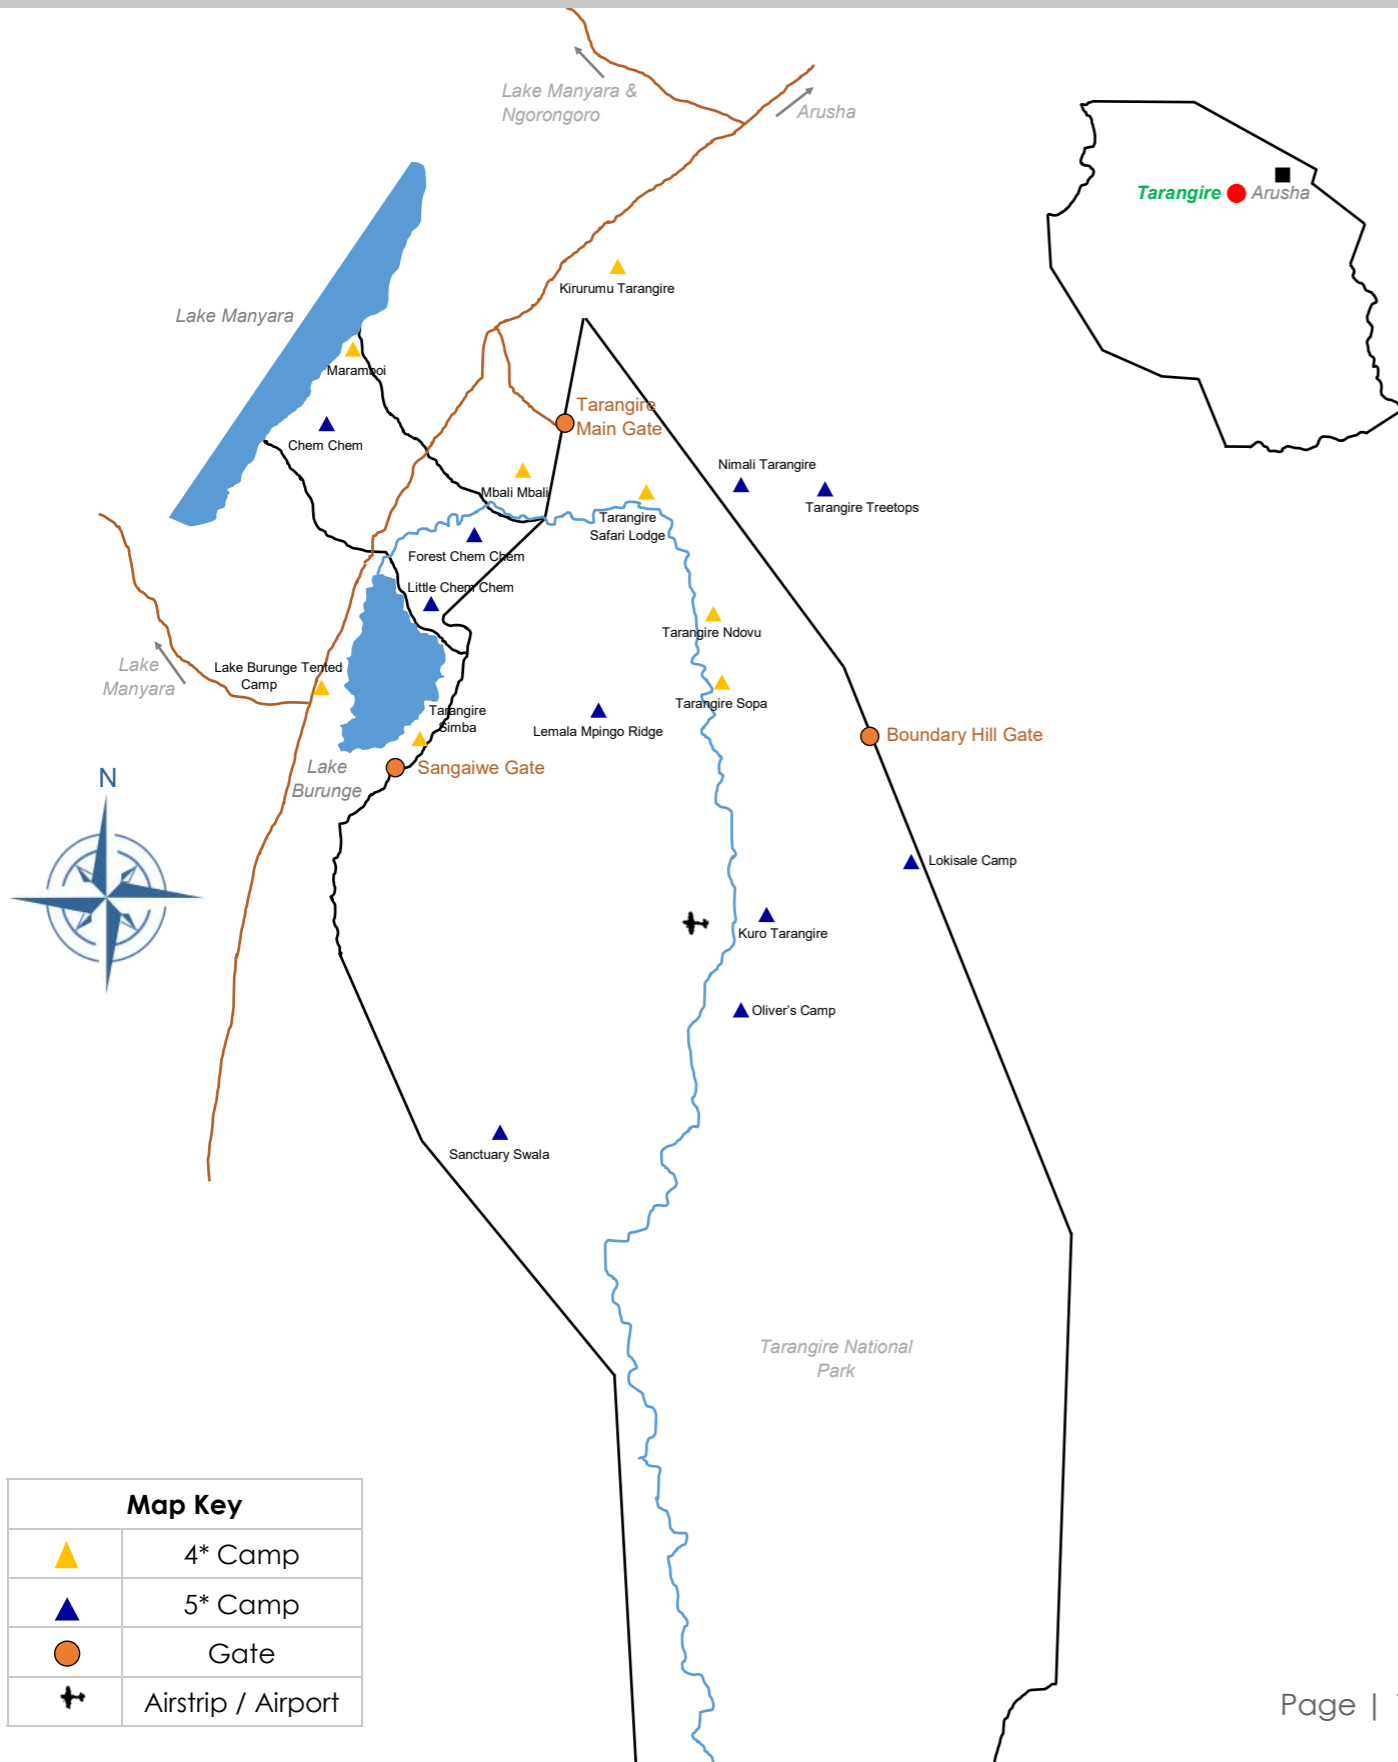 Lake Manyara &
Ngorongoro
Arusha
Tarangire
Arusha
Kirurumu Tarangire
Lake Manyara
Maramboi
Tarangire
Main Gate
Chem Chem
Nimali Tarangire
Mbali Mbali
Tarangire Treetops
Tarangire
Safari Lodge
Forest Chem Chem
Little Chem Chem
Tarangire Ndovu
Lake
Manyara
Lake Burunge Tented
Camp
Tarangire Sopa
Tarangire
Simba
Lemala Mpingo Ridge
Boundary Hill Gate
Lake
Burunge
Sangaiwe Gate
N
Lokisale Camp
Kuro Tarangire
Oliver's Camp
Sanctuary Swala
Tarangire National
Park
Map Key
4* Camp
5* Camp
Gate
Airstrip / Airport
Page |